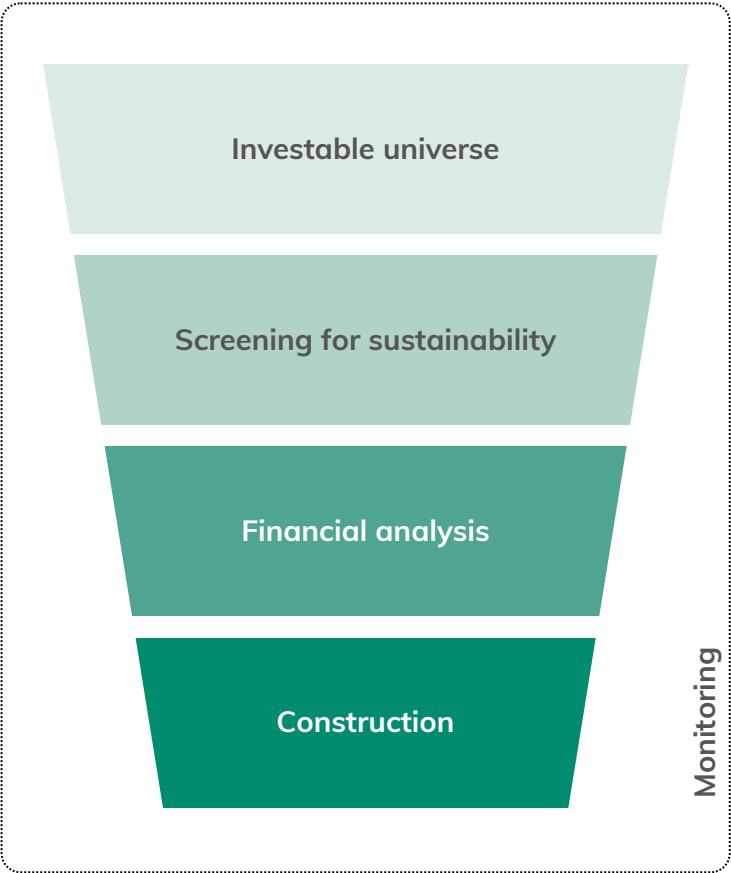 Investable universe
Screening for sustainability
Financial analysis
Construction
Monitoring